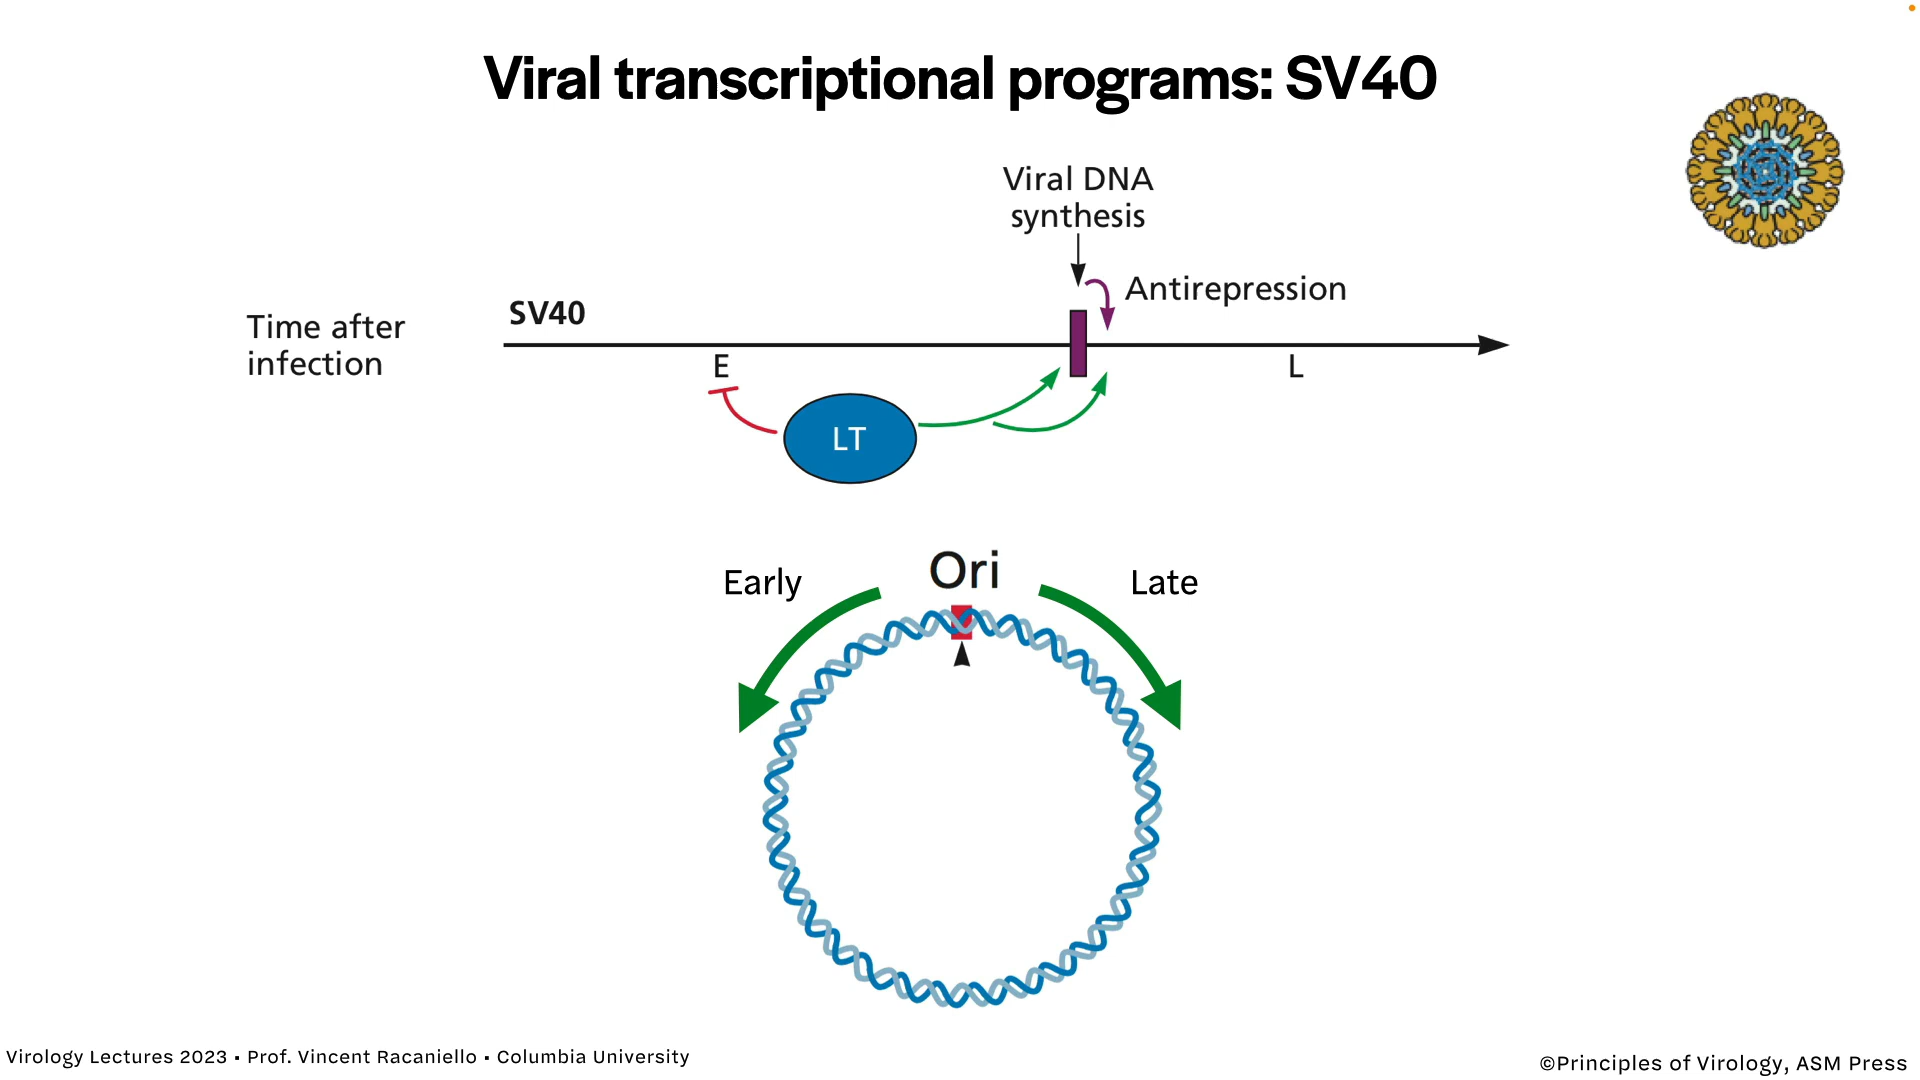 Viral transcriptional programs: SV40
Viral DNA
synthesis
Antirepression
SV40
Time after
infection
E
L
LT
Ori
Early
Late
Virology Lectures 2023 • Prof. Vincent Racaniello • Columbia University
©Principles of Virology, ASM Press